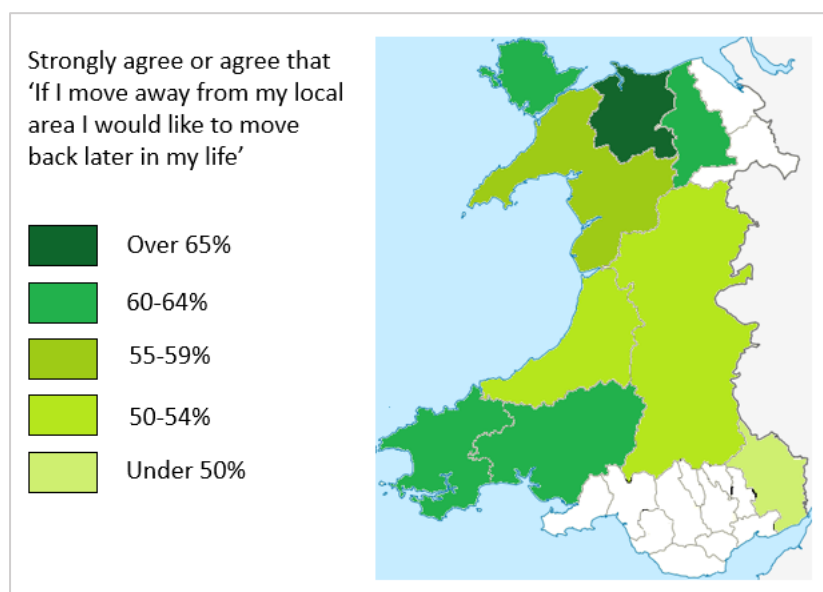 Strongly agree or agree that
‘If I move away from my local
area I would like to move
back later in my life’
Over 65%
60-64%
55-59%
50-54%
Under 50%